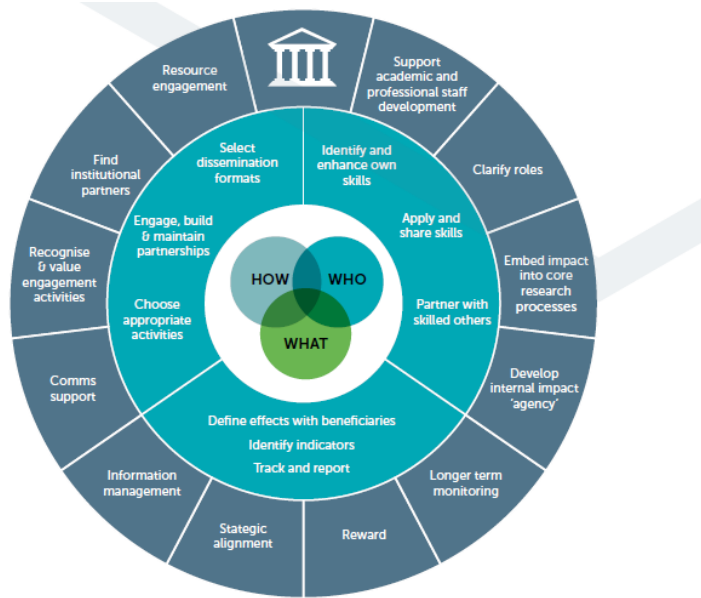 Resource
engagement
Support
academic and
professional staff
development
Clarify roles
Embed impact
into core
research
processes
Develop
internal impact
‘agency’
Longer term
monitoring
Reward
Stategic
alignment
Information
management
Comms
support
Recognise
& value
engagement
activities
Find
institutional
partners
Select
dissemination
formats
Engage, build
& maintain
partnerships
Choose
appropriate
activities
Identify and
enhance own
skills
Apply and
share skills
Partner with
skilled others
Define effects with beneficiaries
Identify indicators
Track and report
HOW
WHO
WHAT